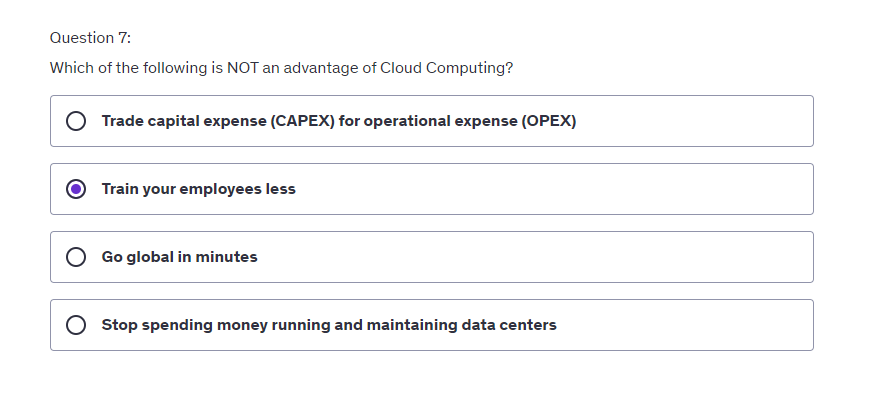 Question 7:
Which of the following is NOT an advantage of Cloud Computing?
Trade capital expense (CAPEX) for operational expense (OPEX)
Train your employees less
Go global in minutes
Stop spending money running and maintaining data centers